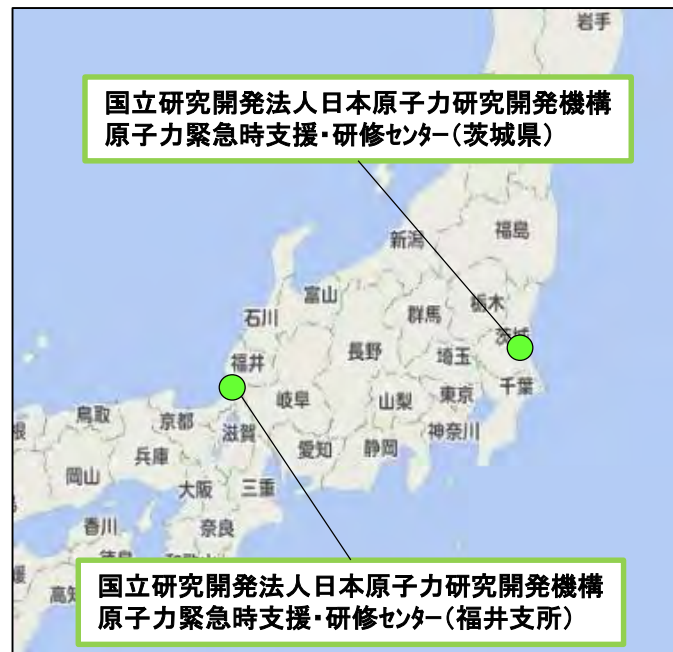 岩手
国立研究開発法人日本原子力研究開発機構
原子力緊急時支援・研修センター(茨城県)
福島
新潟
富山
栃木
石川
群馬
茨城
長野
埼玉
福井
千葉
岐阜
山梨
東京
鳥取
京都
滋賀
神奈川
愛知
静岡
兵庫
岡山
大阪
三重
香川
奈良
国立研究開発法人日本原子力研究開発機構
原子力緊急時支援・研修センター(福井支所)